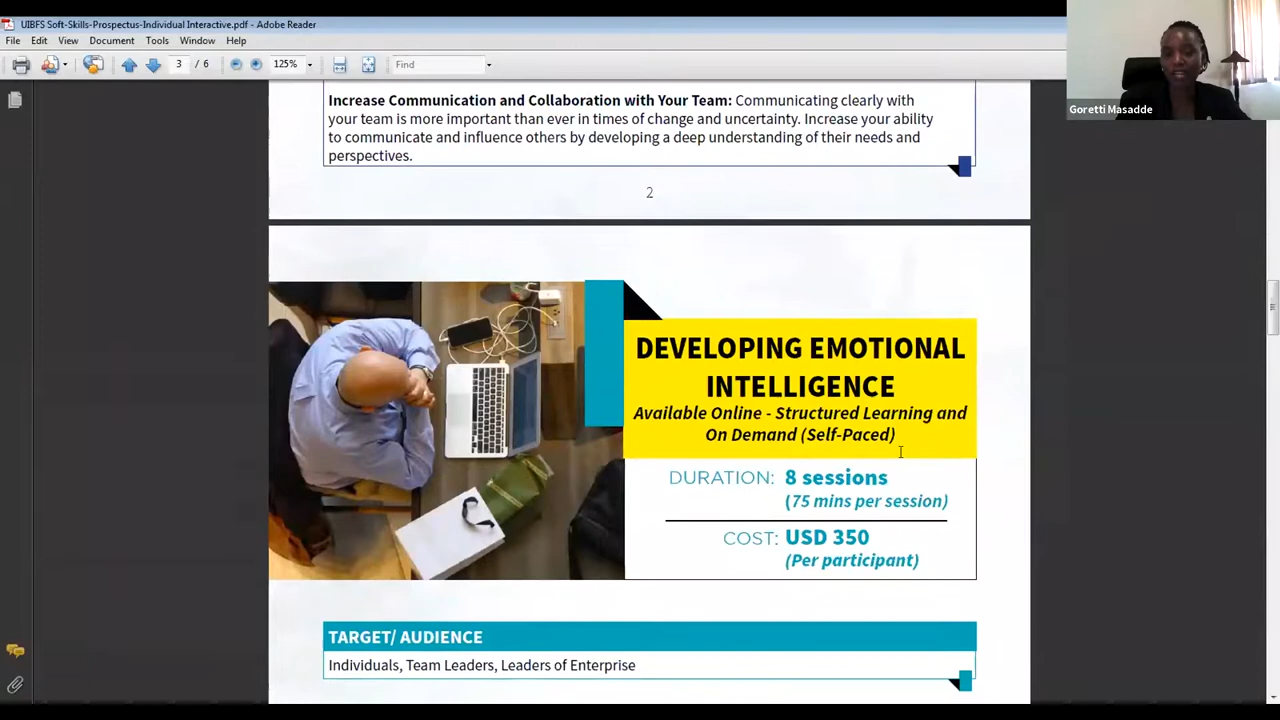 UIBFS Soft-Skills-Prospectus-Individual Interactive.pdf - Adobe Reader
File Edit View Document Tools Window Help
3 / 6 125% Find
Goretti Masadde
Increase Communication and Collaboration with Your Team: Communicating clearly with
your team is more important than ever in times of change and uncertainty. Increase your ability
to communicate and influence others by developing a deep understanding of their needs and
perspectives.
2
DEVELOPING EMOTIONAL
INTELLIGENCE
Available Online - Structured Learning and
On Demand (Self-Paced)
DURATION: 8 sessions
(75 mins per session)
COST: USD 350
(Per participant)
TARGET/ AUDIENCE
Individuals, Team Leaders, Leaders of Enterprise